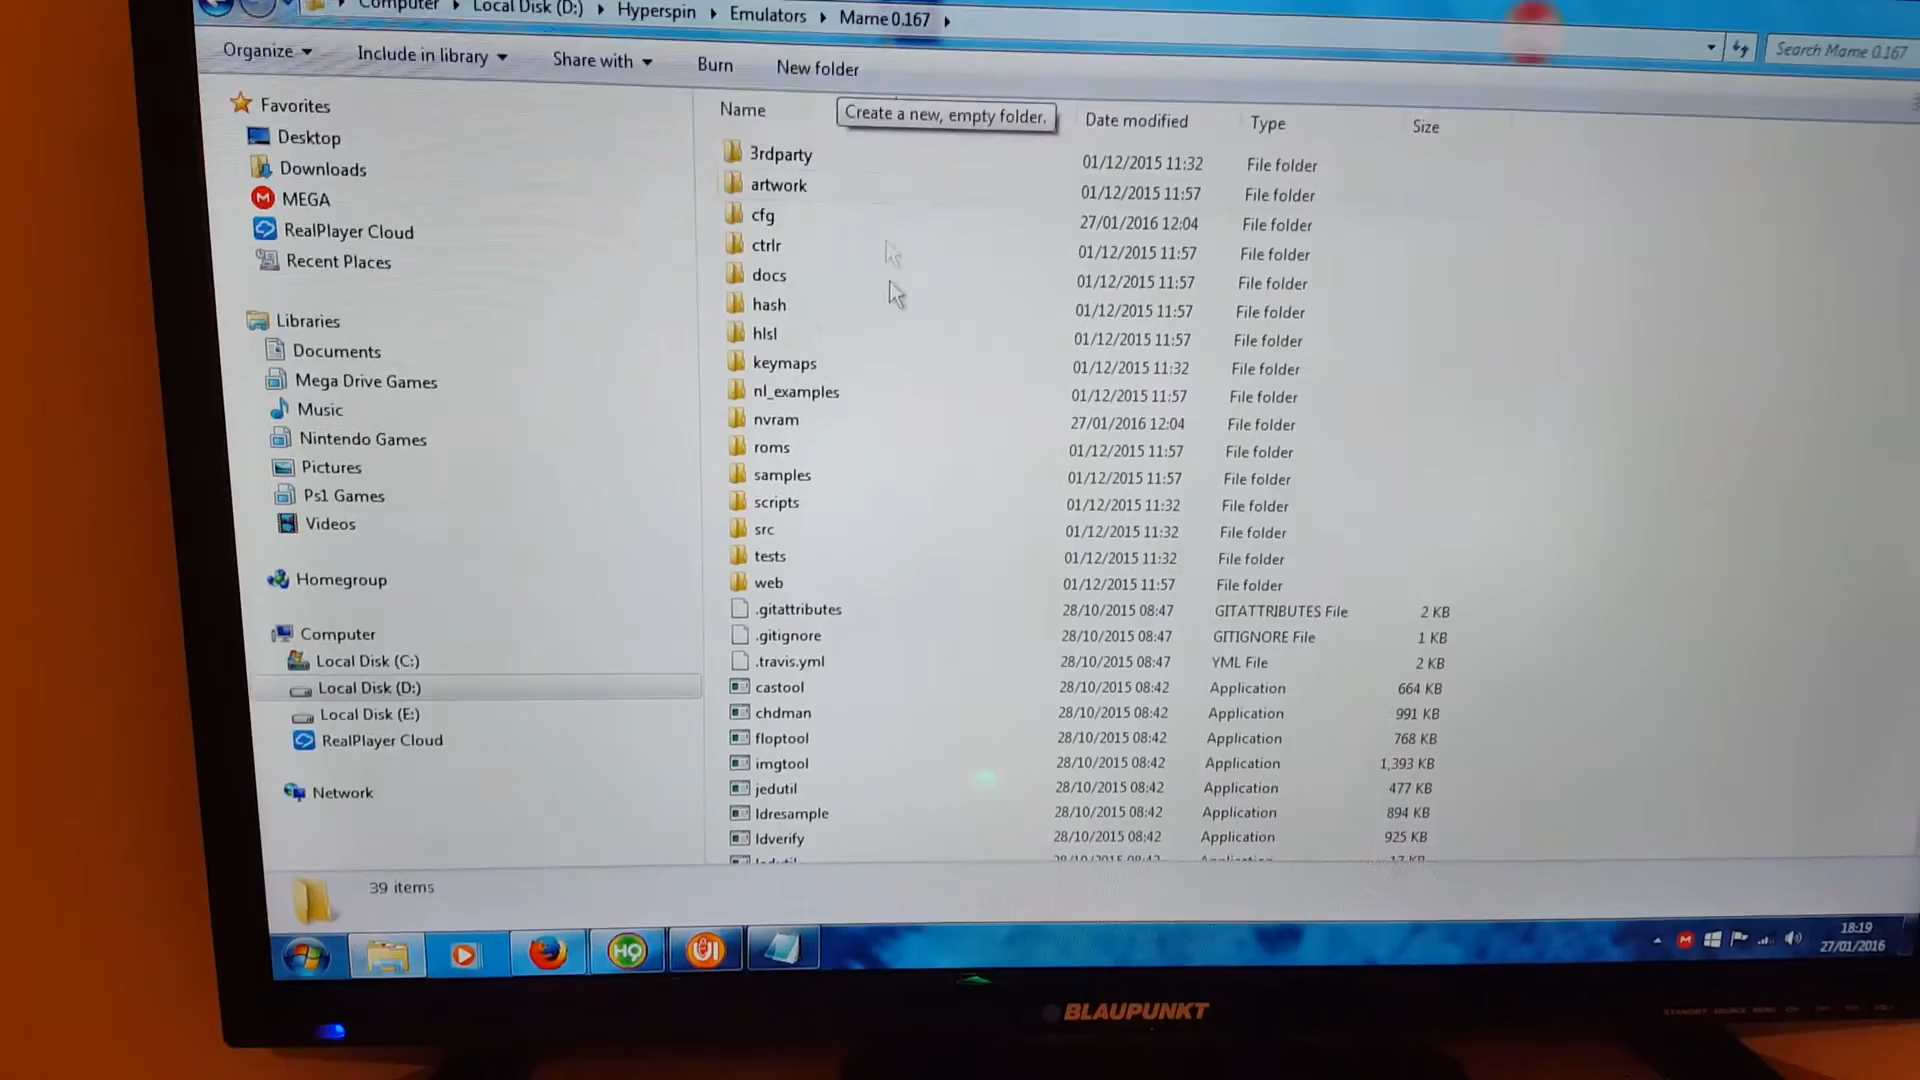 Computer Local Disk (D:) Hyperspin Emulators Mame 0.167
Search Mame 0.167
Organize Include in library Share with Burn New folder
Create a new, empty folder.
Name Date modified Type Size
Favorites
Desktop
Downloads
MEGA
RealPlayer Cloud
Recent Places
Libraries
Documents
Mega Drive Games
Music
Nintendo Games
Pictures
Ps1 Games
Videos
Homegroup
Computer
Local Disk (C:)
Local Disk (D:)
Local Disk (E:)
RealPlayer Cloud
Network
3rdparty 01/12/2015 11:32 File folder
artwork 01/12/2015 11:57 File folder
cfg 27/01/2016 12:04 File folder
ctrlr 01/12/2015 11:57 File folder
docs 01/12/2015 11:57 File folder
hash 01/12/2015 11:57 File folder
hlsl 01/12/2015 11:57 File folder
keymaps 01/12/2015 11:32 File folder
nl_examples 01/12/2015 11:57 File folder
nvram 27/01/2016 12:04 File folder
roms 01/12/2015 11:57 File folder
samples 01/12/2015 11:57 File folder
scripts 01/12/2015 11:32 File folder
src 01/12/2015 11:32 File folder
tests 01/12/2015 11:32 File folder
web 01/12/2015 11:57 File folder
.gitattributes 28/10/2015 08:47 GITATTRIBUTES File 2 KB
.gitignore 28/10/2015 08:47 GITIGNORE File 1 KB
.travis.yml 28/10/2015 08:47 YML File 2 KB
castool 28/10/2015 08:42 Application 664 KB
chdman 28/10/2015 08:42 Application 991 KB
floptool 28/10/2015 08:42 Application 768 KB
imgtool 28/10/2015 08:42 Application 1,393 KB
jedutil 28/10/2015 08:42 Application 477 KB
ldresample 28/10/2015 08:42 Application 894 KB
ldverify 28/10/2015 08:42 Application 925 KB
39 items
HQ
UI
18:19
27/01/2016
BLAUPUNKT
STANDBY SOURCE MENU